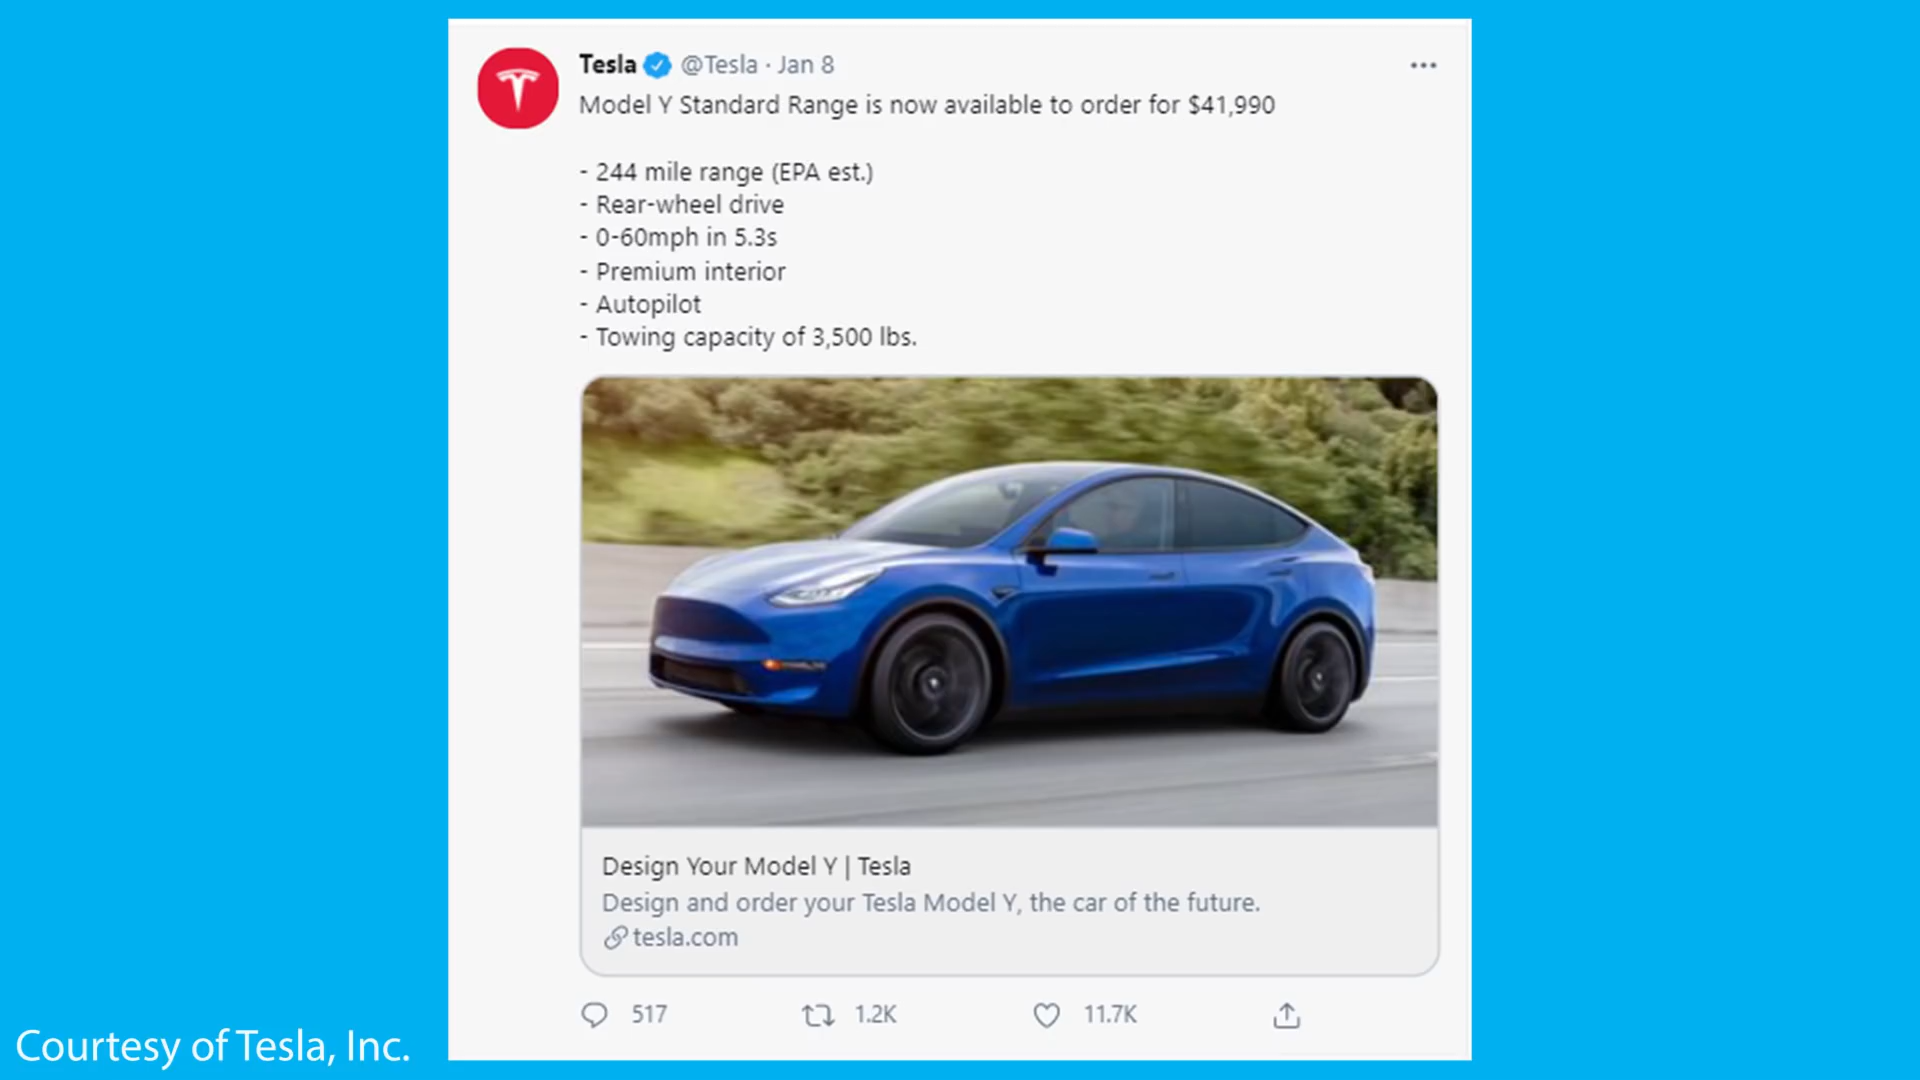 Tesla @Tesla · Jan 8
Model Y Standard Range is now available to order for $41,990
- 244 mile range (EPA est.)
- Rear-wheel drive
- 0-60mph in 5.3s
- Premium interior
- Autopilot
- Towing capacity of 3,500 lbs.
Design Your Model Y | Tesla
Design and order your Tesla Model Y, the car of the future.
tesla.com
517 1.2K 11.7K
Courtesy of Tesla, Inc.